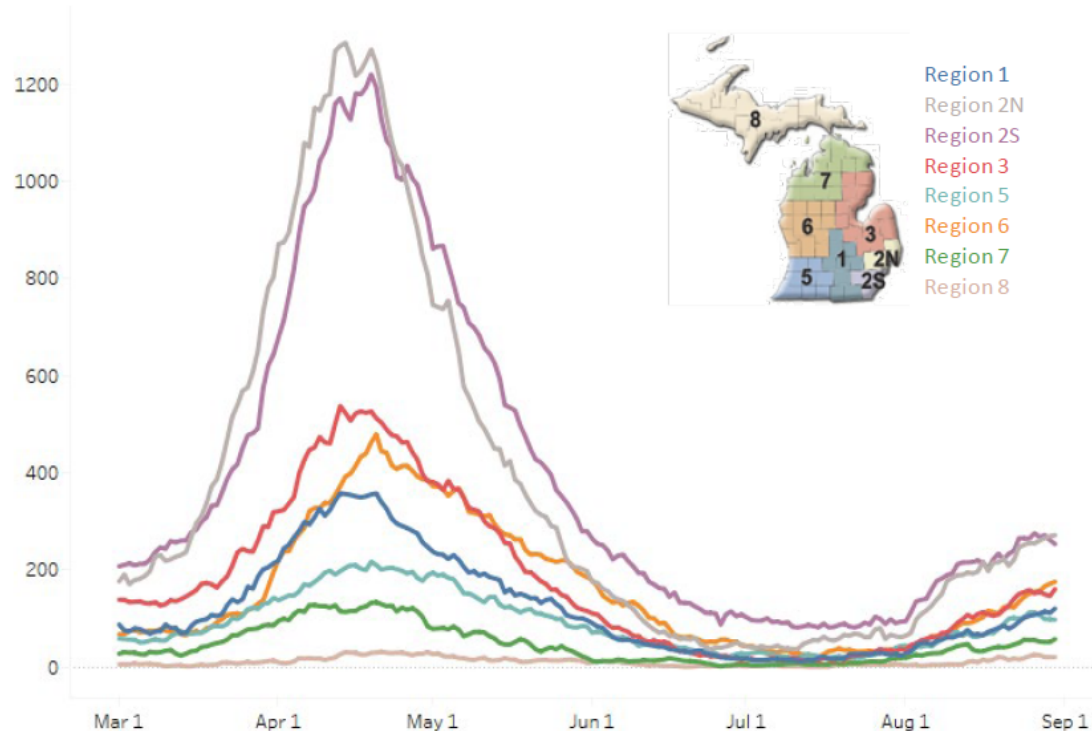 1200
1000
800
600
400
200
0
Mar 1 Apr 1 May 1 Jun 1 Jul 1 Aug 1 Sep 1
8
7
6
3
1
2N
5
2S
Region 1
Region 2N
Region 2S
Region 3
Region 5
Region 6
Region 7
Region 8